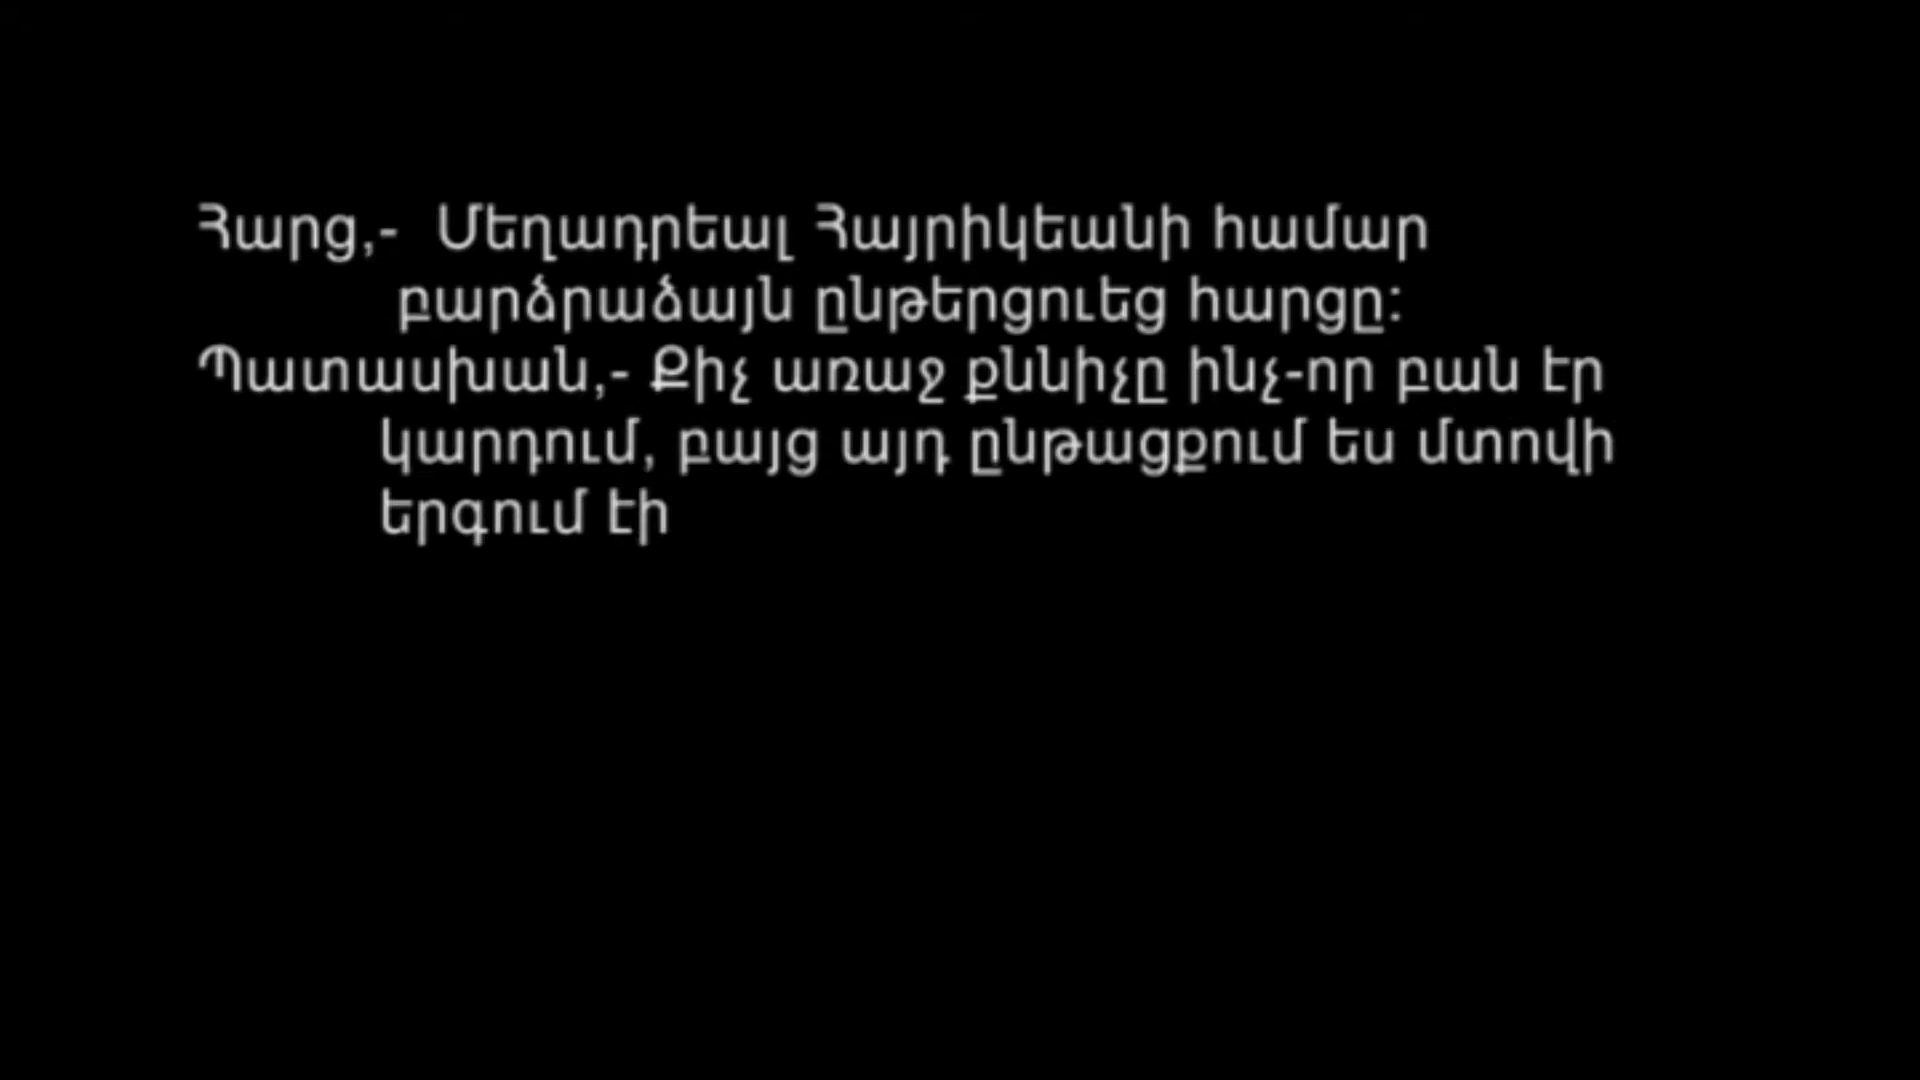 Հարց,- Մեղադրեալ Հայրիկեանի համար
բարձրաձայն ընթերցուեց հարցը:
Պատասխան,- Քիչ առաջ քննիչը ինչ-որ բան էր
կարդում, բայց այդ ընթացքում ես մտովի
երգում էի